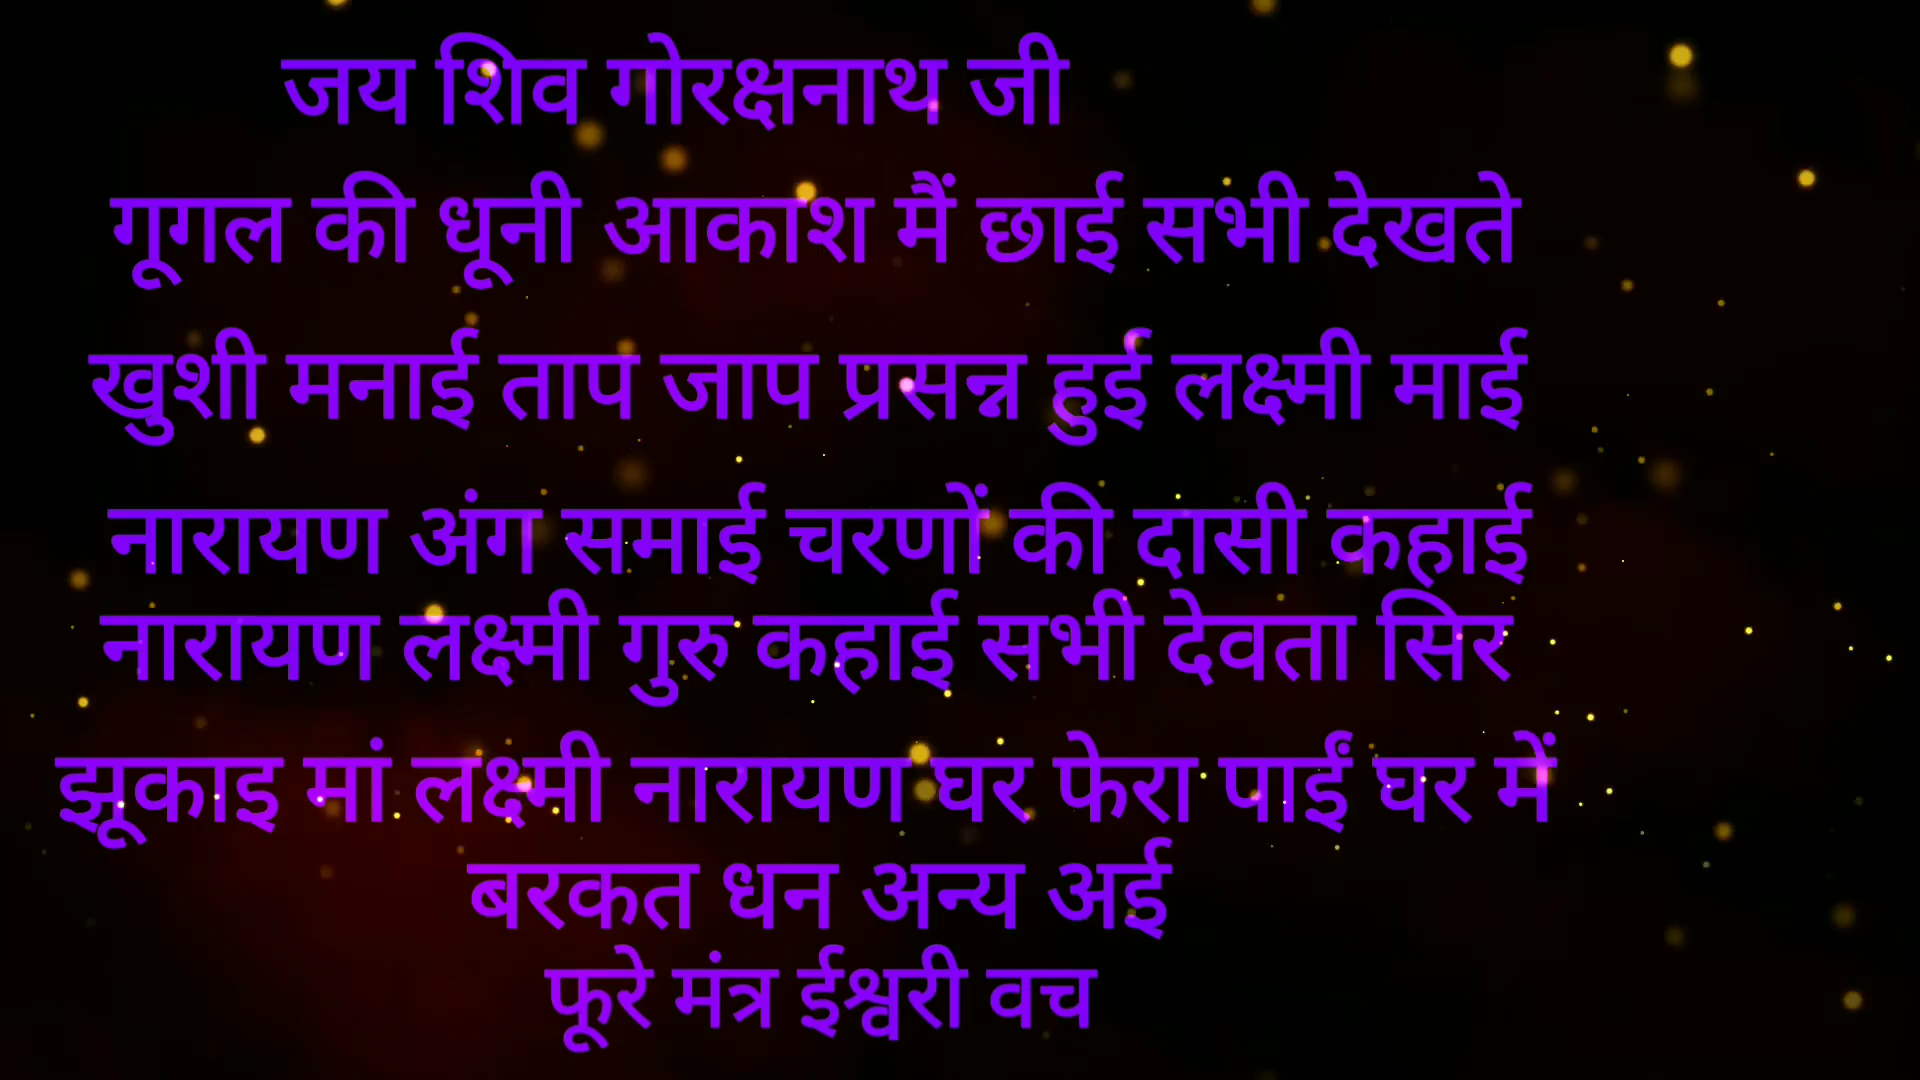 जय शिव गोरक्षनाथ जी
गूगल की धूनी आकाश मैं छाई सभी देखते
खुशी मनाई ताप जाप प्रसन्न हुई लक्ष्मी माई
नारायण अंग समाई चरणों की दासी कहाई
नारायण लक्ष्मी गुरु कहाई सभी देवता सिर
झूकाइ मां लक्ष्मी नारायण घर फेरा पाईं घर में
बरकत धन अन्य अई
फूरे मंत्र ईश्वरी वच